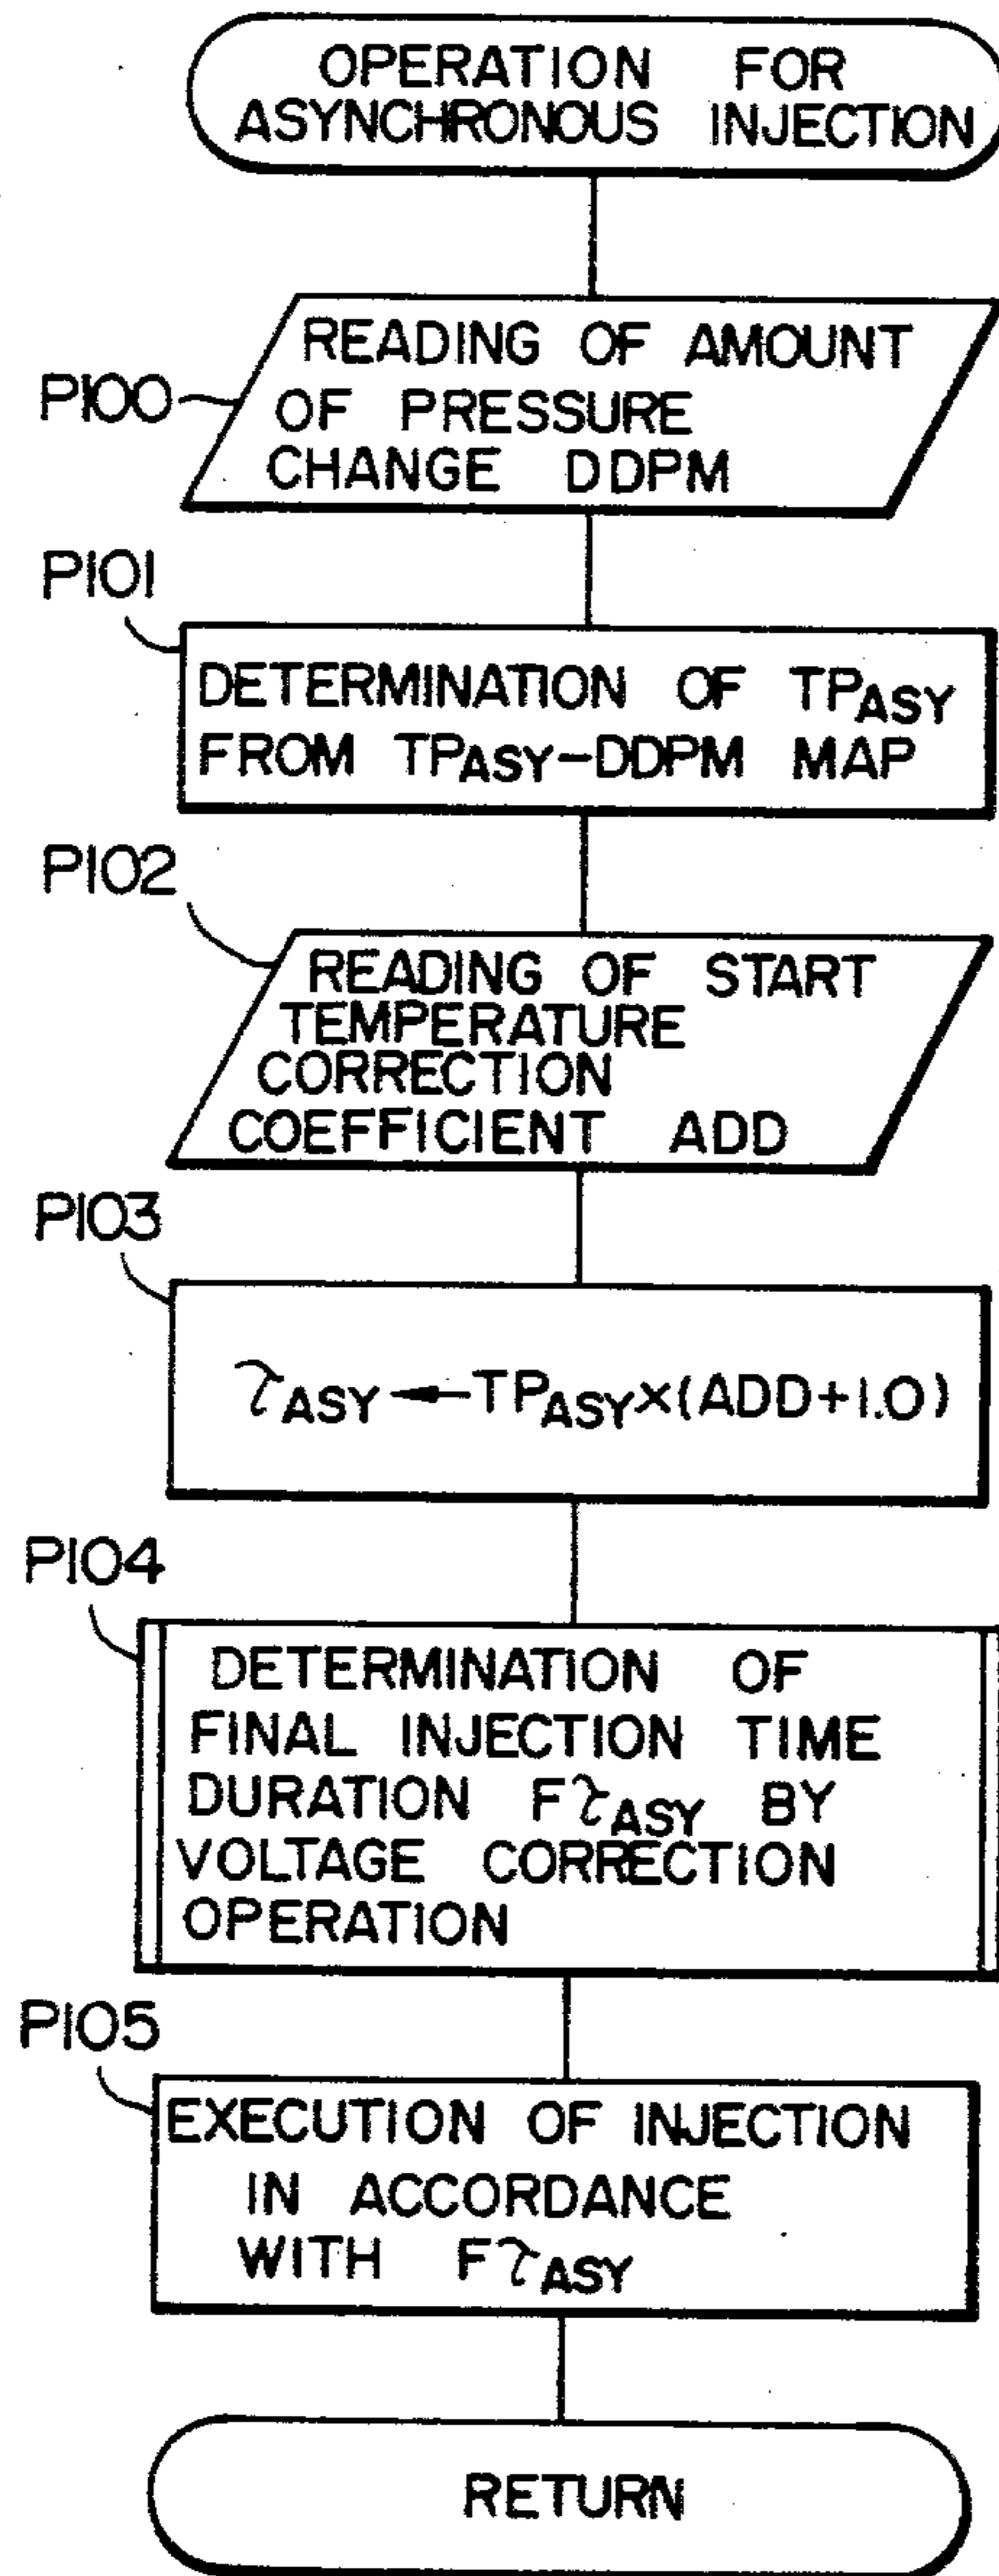 OPERATION FOR
ASYNCHRONOUS INJECTION
P100
READING OF AMOUNT
OF PRESSURE
CHANGE DDPM
P101
DETERMINATION OF TPASY
FROM TPASY-DDPM MAP
P102
READING OF START
TEMPERATURE
CORRECTION
COEFFICIENT ADD
P103
τASY ← TPASY×(ADD+1.0)
P104
DETERMINATION OF
FINAL INJECTION TIME
DURATION FτASY BY
VOLTAGE CORRECTION
OPERATION
P105
EXECUTION OF INJECTION
IN ACCORDANCE
WITH FτASY
RETURN